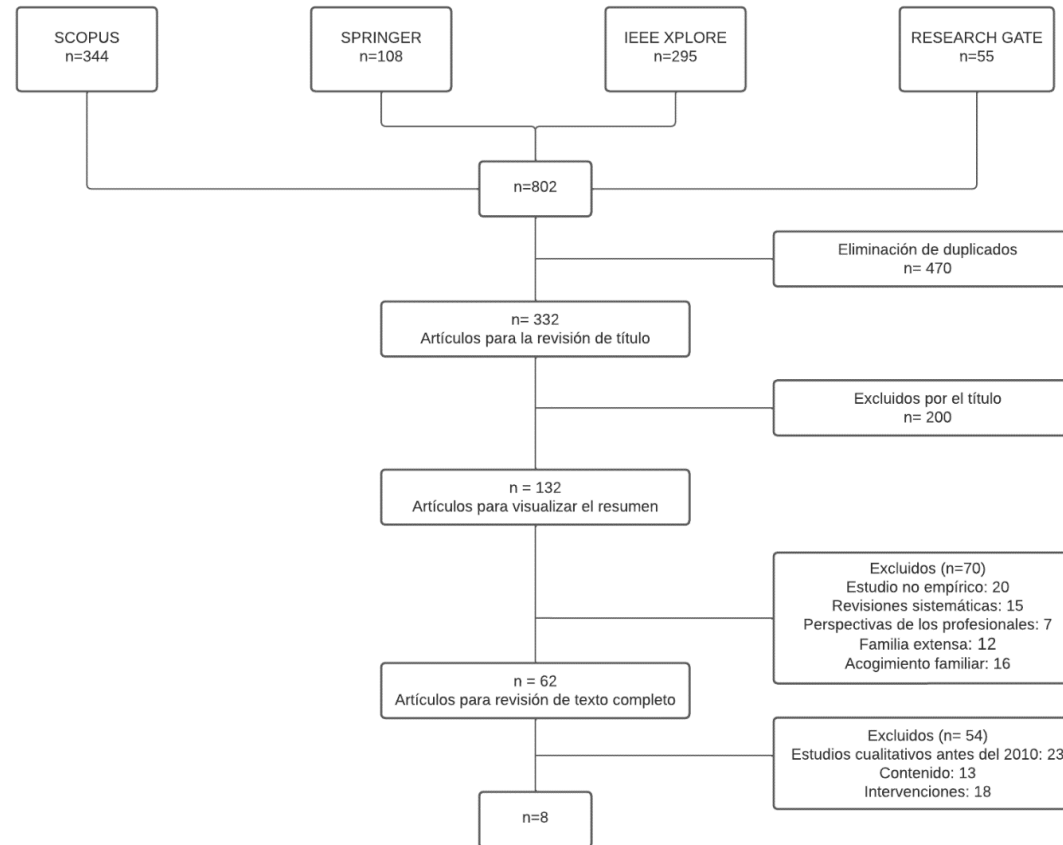 SCOPUS
n=344
SPRINGER
n=108
IEEE XPLORE
n=295
RESEARCH GATE
n=55
n=802
Eliminación de duplicados
n= 470
n= 332
Artículos para la revisión de título
Excluidos por el título
n= 200
n = 132
Artículos para visualizar el resumen
Excluidos (n=70)
Estudio no empírico: 20
Revisiones sistemáticas: 15
Perspectivas de los profesionales: 7
Familia extensa: 12
Acogimiento familiar: 16
n = 62
Artículos para revisión de texto completo
Excluidos (n= 54)
Estudios cualitativos antes del 2010: 23
Contenido: 13
Intervenciones: 18
n=8